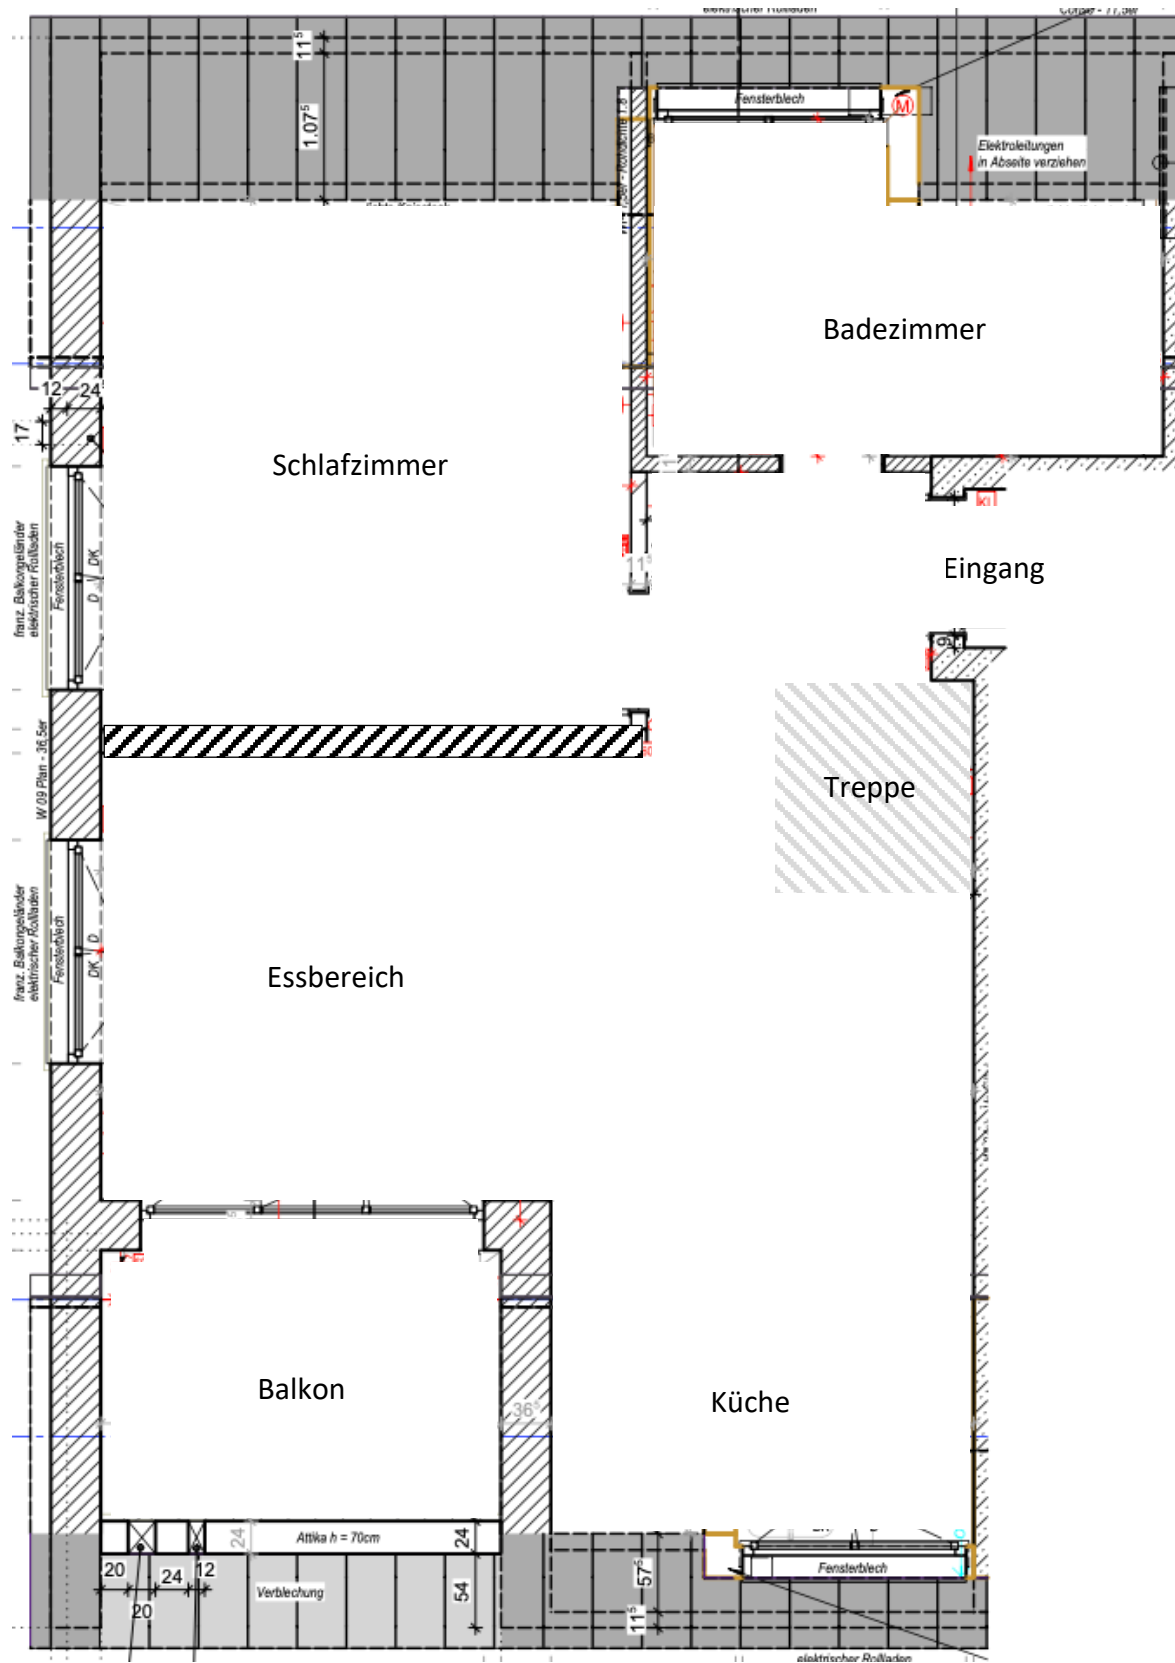 elektrischer Rollladen
11⁵
1.07⁵
Fensterblech
M
Elektroleitungen
in Abseite verziehen
Badezimmer
12
24
17
Schlafzimmer
franz. Balkongeländer
elektrischer Rollladen
Fensterblech
D
DK
11⁵
Eingang
9
W 09 Plan - 36,5er
Treppe
franz. Balkongeländer
elektrischer Rollladen
Fensterblech
DK
D
Essbereich
Balkon
36⁵
Küche
24
Attika h = 70cm
24
20
24
12
20
Verblechung
54
57⁵
11⁵
Fensterblech
elektrischer Rollladen